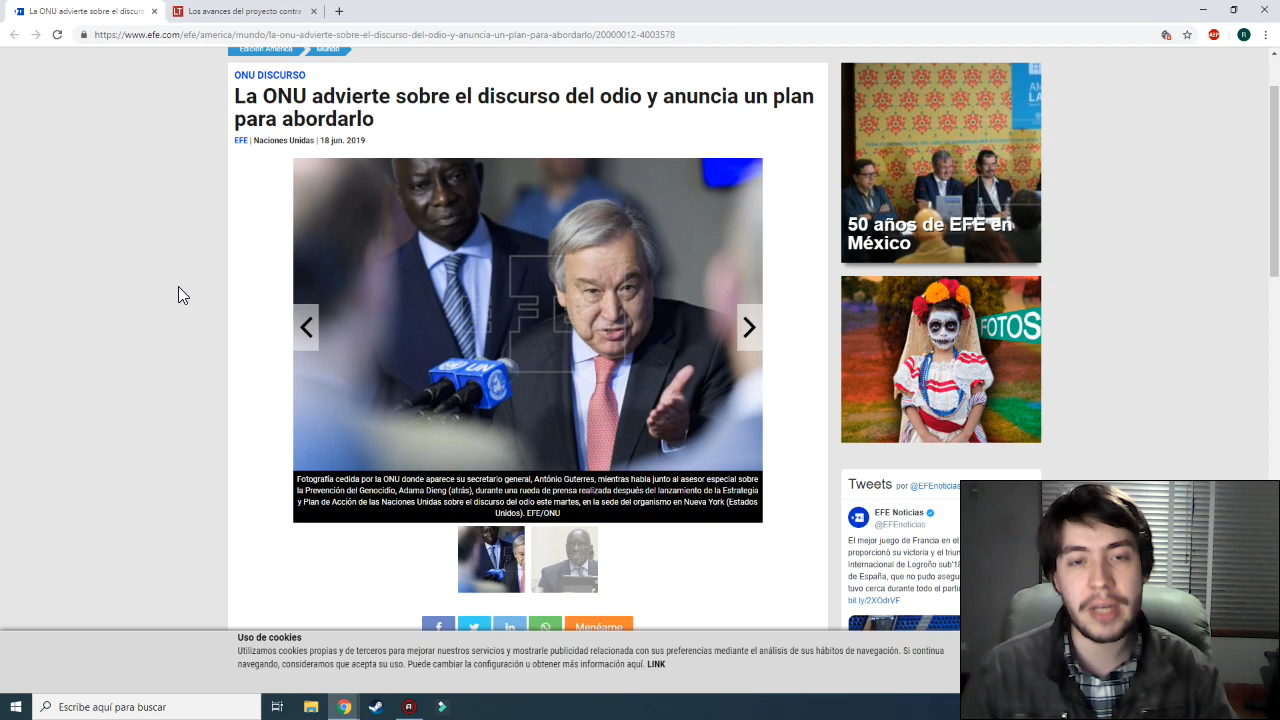 La ONU advierte sobre el discurs
Los avances del proyecto contra
https://www.efe.com/efe/america/mundo/la-onu-advierte-sobre-el-discurso-del-odio-y-anuncia-un-plan-para-abordarlo/20000012-4003578
ABP
R
Edición América
Mundo
ONU DISCURSO
La ONU advierte sobre el discurso del odio y anuncia un plan
para abordarlo
EFE | Naciones Unidas | 18 jun. 2019
EFE
UN
Fotografía cedida por la ONU donde aparece su secretario general, António Guterres, mientras habla junto al asesor especial sobre
la Prevención del Genocidio, Adama Dieng (atrás), durante una rueda de prensa realizada después del lanzamiento de la Estrategia
y Plan de Acción de las Naciones Unidas sobre el discurso del odio este martes, en la sede del organismo en Nueva York (Estados
Unidos). EFE/ONU
Menéame
50 años de EFE en
México
FOTOS
Tweets por @EFEnoticias
EFE Noticias
@EFEnoticias
El mejor juego de Francia en el
proporcionó su victoria y el triun
Internacional de Logroño sub'18
de España, que no pudo asegu
tuvo cerca durante todo el parti
bit.ly/2XOdrVF
Uso de cookies
Utilizamos cookies propias y de terceros para mejorar nuestros servicios y mostrarle publicidad relacionada con sus preferencias mediante el análisis de sus hábitos de navegación. Si continua
navegando, consideramos que acepta su uso. Puede cambiar la configuración u obtener más información aquí. LINK
Escribe aquí para buscar